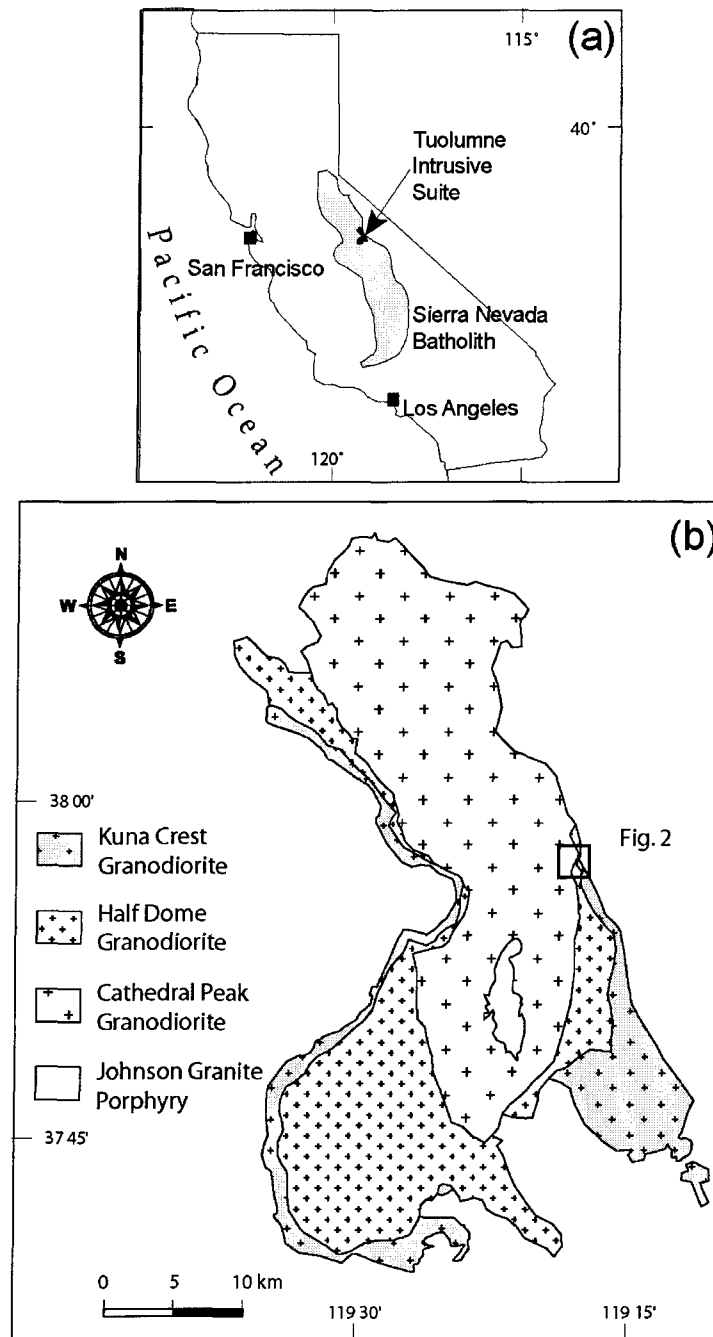 (a)
115°
40°
Tuolumne
Intrusive
Suite
San Francisco
Pacific Ocean
Sierra Nevada
Batholith
Los Angeles
120°
(b)
N
W E
S
38 00'
Fig. 2
Kuna Crest
Granodiorite
Half Dome
Granodiorite
Cathedral Peak
Granodiorite
Johnson Granite
Porphyry
37 45'
0 5 10 km
119 30' 119 15'